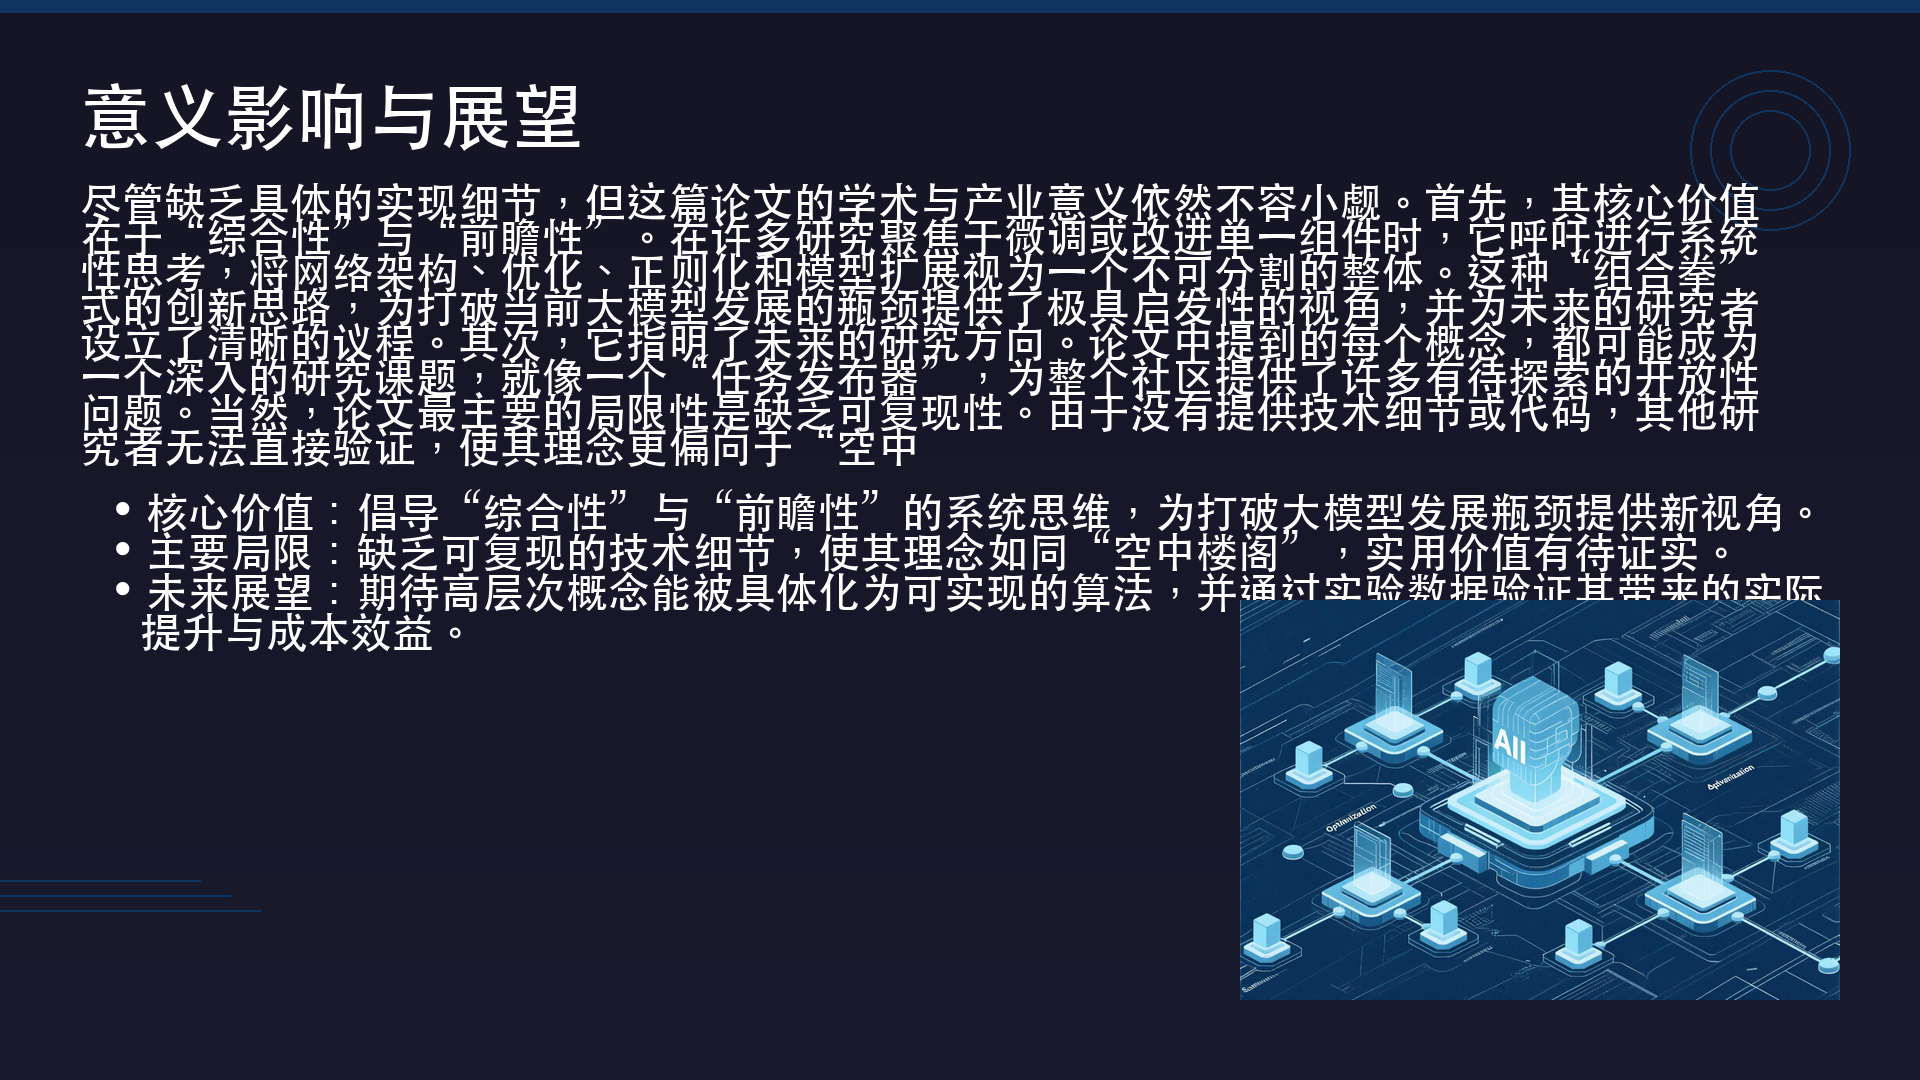 意义影响与展望
尽管缺乏具体的实现细节，但这篇论文的学术与产业意义依然不容小觑。首先，其核心价值
在于“综合性”与“前瞻性”。在许多研究聚焦于微调或改进单一组件时，它呼吁进行系统
性思考，将网络架构、优化、正则化和模型扩展视为一个不可分割的整体。这种“组合拳”
式的创新思路，为打破当前大模型发展的瓶颈提供了极具启发性的视角，并为未来的研究者
设立了清晰的议程。其次，它指明了未来的研究方向。论文中提到的每个概念，都可能成为
一个深入的研究课题，就像一个“任务发布器”，为整个社区提供了许多有待探索的开放性
问题。当然，论文最主要的局限性是缺乏可复现性。由于没有提供技术细节或代码，其他研
究者无法直接验证，使其理念更偏向于“空中
• 核心价值：倡导“综合性”与“前瞻性”的系统思维，为打破大模型发展瓶颈提供新视角。
• 主要局限：缺乏可复现的技术细节，使其理念如同“空中楼阁”，实用价值有待证实。
• 未来展望：期待高层次概念能被具体化为可实现的算法，并通过实验数据验证其带来的实际
提升与成本效益。
AII
Optimization